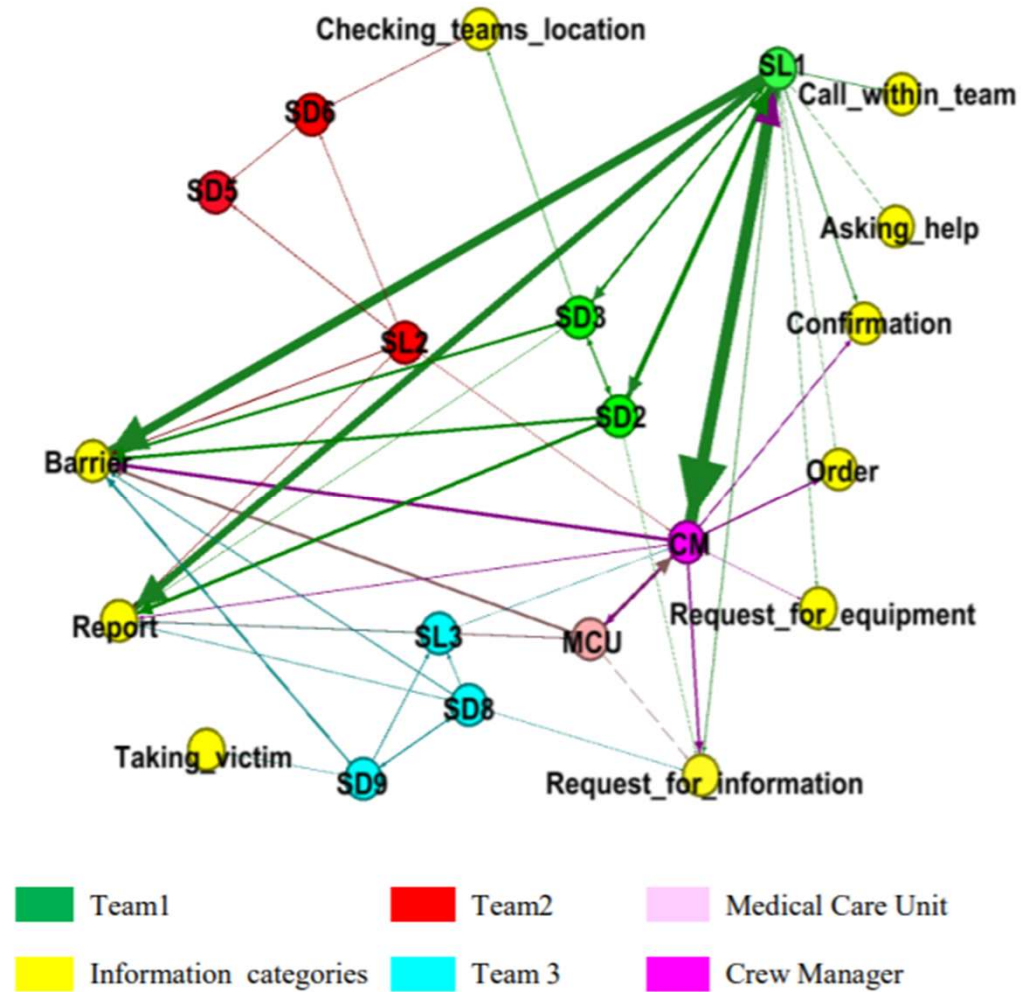 Checking_teams_location
SL1
Call_within_team
SD6
SD5
Asking_help
SD3
Confirmation
SL2
SD2
Barrier
Order
CM
Report
SL3
MCU
Request_for_equipment
SD8
Taking_victim
SD9
Request_for_information
Team1
Team2
Medical Care Unit
Information categories
Team 3
Crew Manager